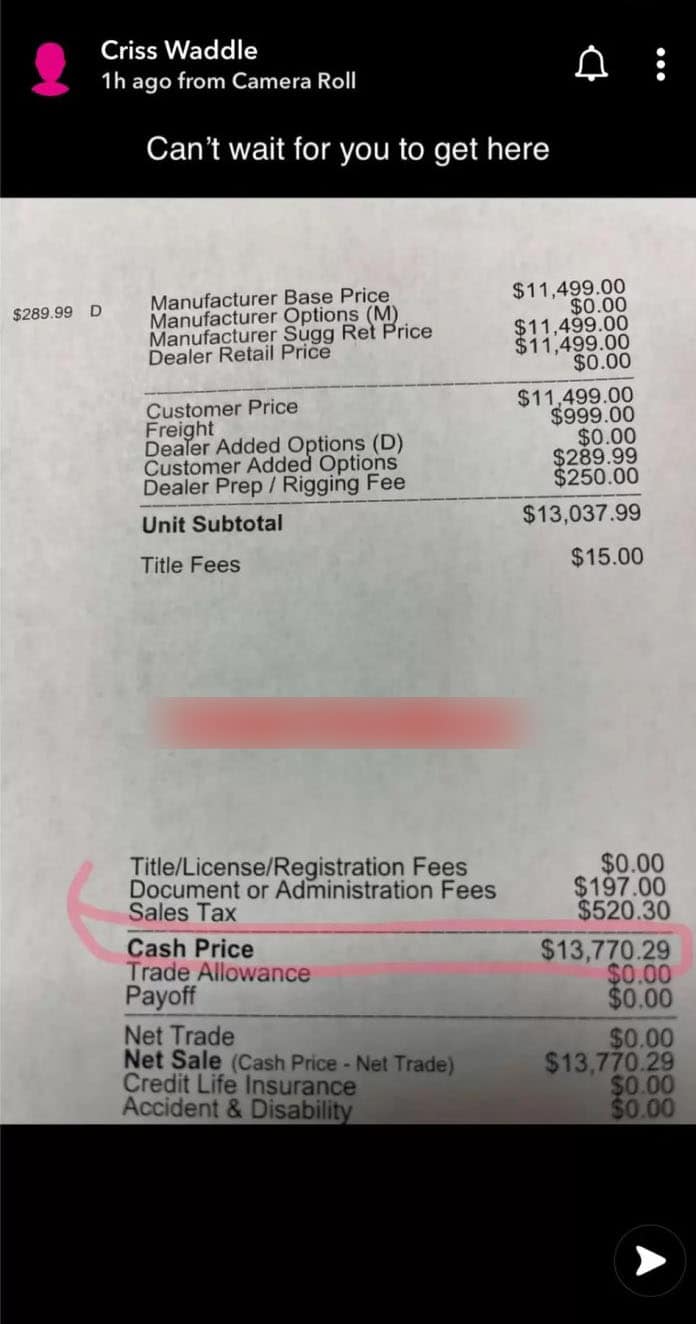 Criss Waddle
1h ago from Camera Roll
Can't wait for you to get here
$289.99 D
Manufacturer Base Price $11,499.00
Manufacturer Options (M) $0.00
Manufacturer Sugg Ret Price $11,499.00
Dealer Retail Price $11,499.00
$0.00
Customer Price $11,499.00
Freight $999.00
Dealer Added Options (D) $0.00
Customer Added Options $289.99
Dealer Prep / Rigging Fee $250.00
Unit Subtotal $13,037.99
Title Fees $15.00
Title/License/Registration Fees $0.00
Document or Administration Fees $197.00
Sales Tax $520.30
Cash Price $13,770.29
Trade Allowance $0.00
Payoff $0.00
Net Trade $0.00
Net Sale (Cash Price - Net Trade) $13,770.29
Credit Life Insurance $0.00
Accident & Disability $0.00